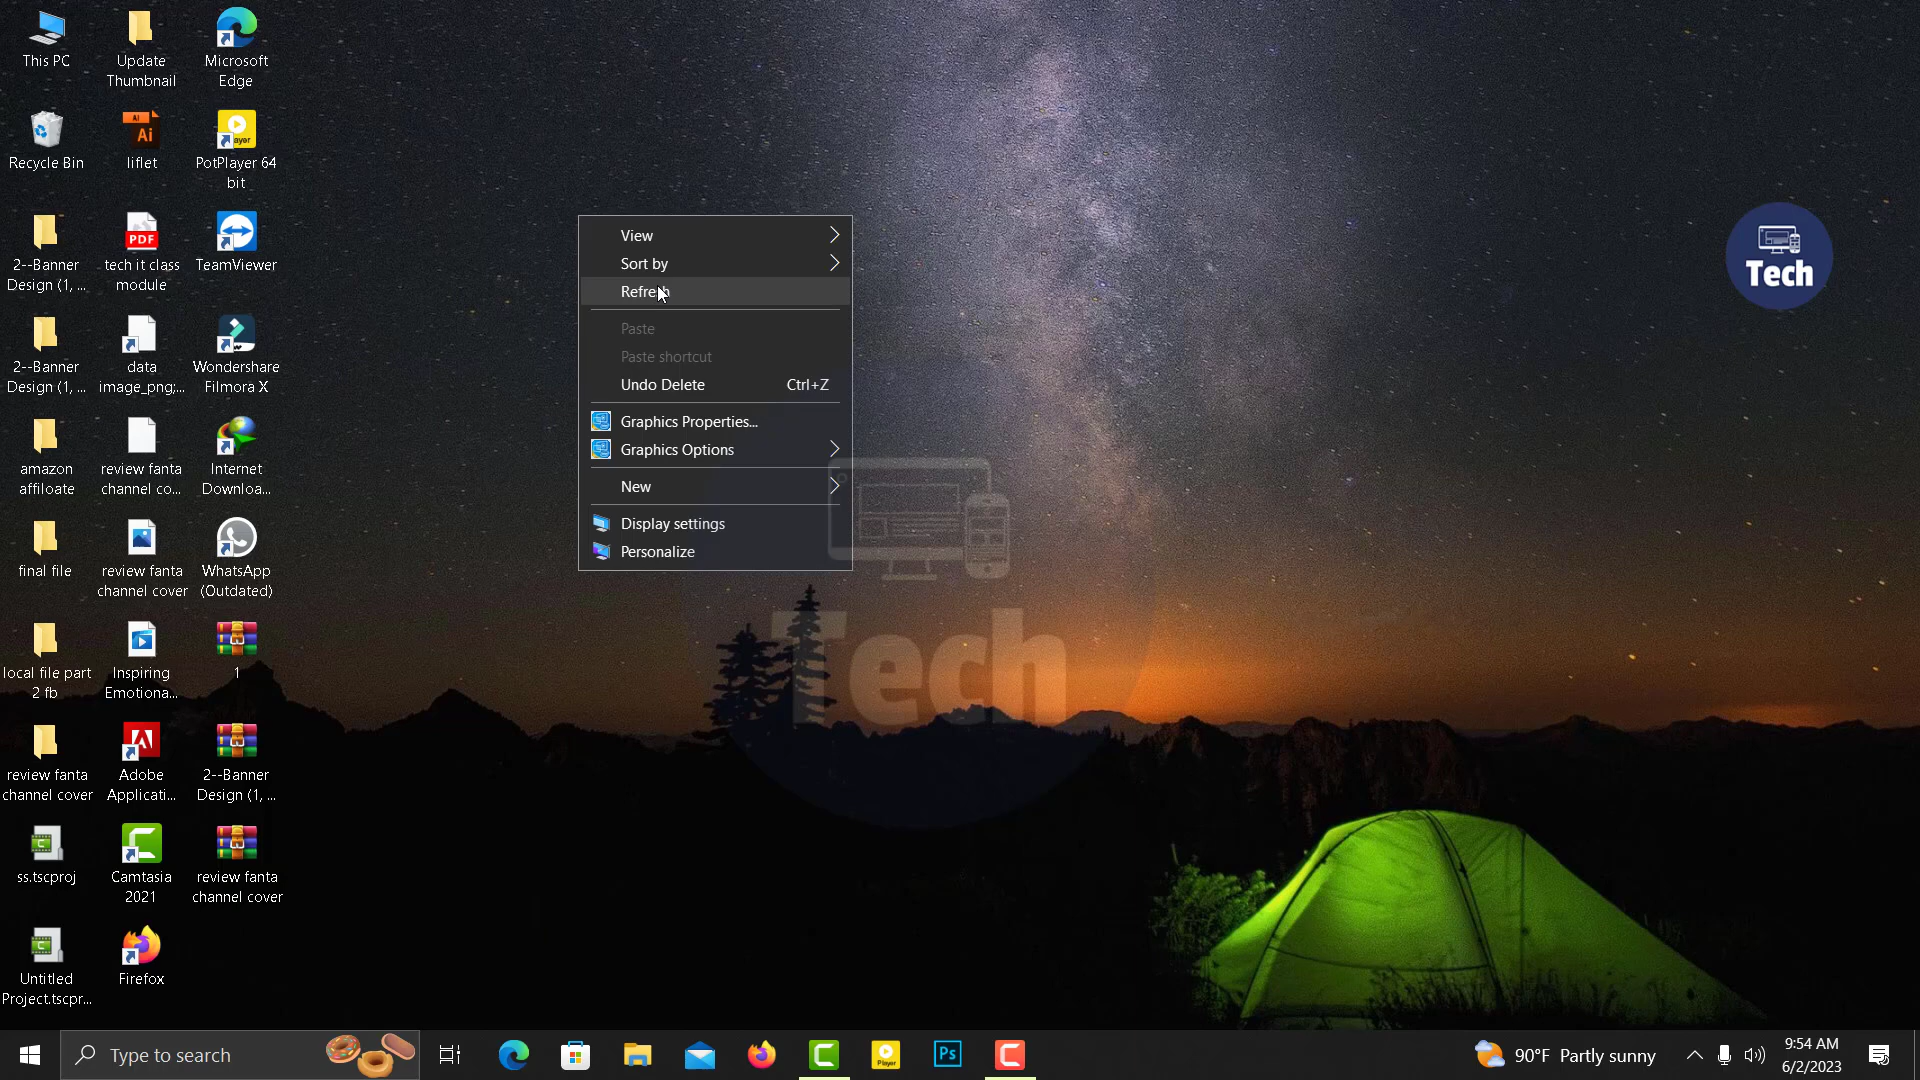 This PC
Update
Thumbnail
Microsoft
Edge
Recycle Bin
liflet
PotPlayer 64
bit
2--Banner
Design (1, ...
tech it class
module
TeamViewer
2--Banner
Design (1, ...
data
image_png;...
Wondershare
Filmora X
amazon
affiloate
review fanta
channel co...
Internet
Downloa...
final file
review fanta
channel cover
WhatsApp
(Outdated)
local file part
2 fb
Inspiring
Emotiona...
1
review fanta
channel cover
Adobe
Applicati...
2--Banner
Design (1, ...
ss.tscproj
Camtasia
2021
review fanta
channel cover
Untitled
Project.tscpr...
Firefox
AI
Ai
PDF
View
Sort by
Refresh
Paste
Paste shortcut
Undo Delete Ctrl+Z
Graphics Properties...
Graphics Options
New
Display settings
Personalize
Tech
Tech
Type to search
Player
Ps
90°F Partly sunny
9:54 AM
6/2/2023